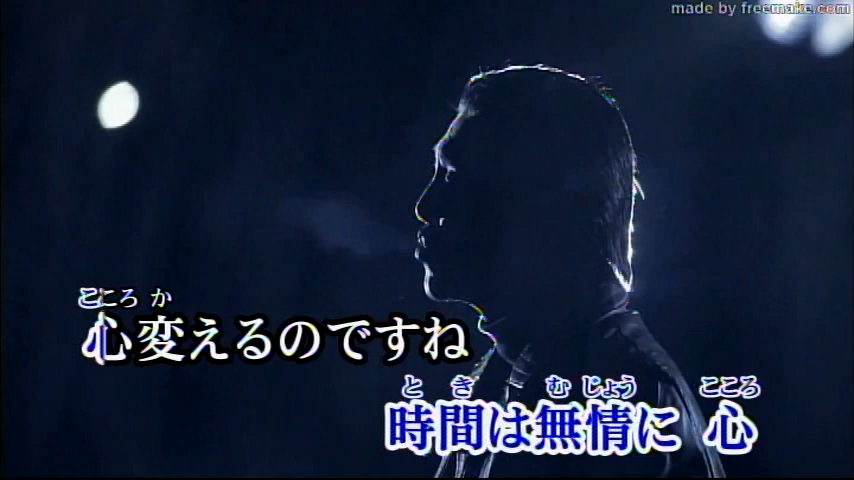 made by freemake.com
こころ か
心変えるのですね
とき むじょう こころ
時間は無情に 心